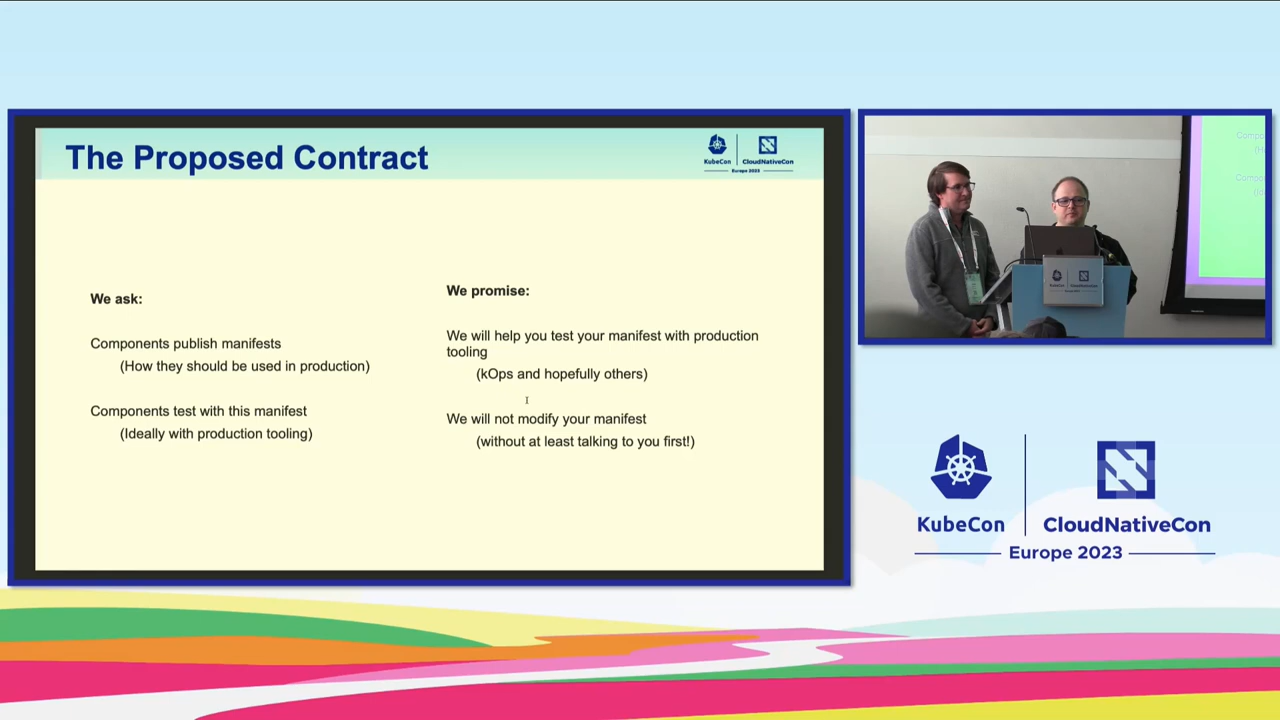 The Proposed Contract
KubeCon
CloudNativeCon
Europe 2023
We ask:
Components publish manifests
(How they should be used in production)
Components test with this manifest
(Ideally with production tooling)
We promise:
We will help you test your manifest with production
tooling
(kOps and hopefully others)
We will not modify your manifest
(without at least talking to you first!)
KubeCon
CloudNativeCon
Europe 2023